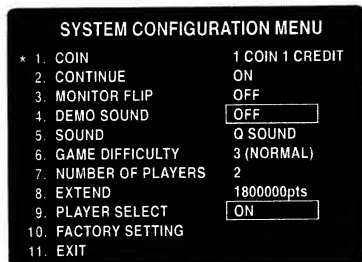 SYSTEM CONFIGURATION MENU
* 1. COIN 1 COIN 1 CREDIT
2. CONTINUE ON
3. MONITOR FLIP OFF
4. DEMO SOUND OFF
5. SOUND Q SOUND
6. GAME DIFFICULTY 3 (NORMAL)
7. NUMBER OF PLAYERS 2
8. EXTEND 1800000pts
9. PLAYER SELECT ON
10. FACTORY SETTING
11. EXIT